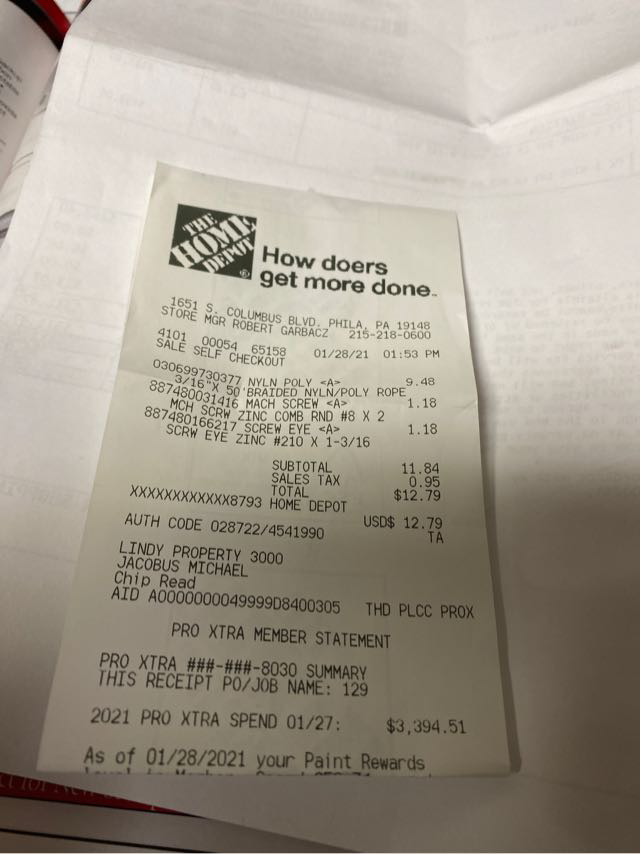 THE
HOME
DEPOT
How doers
get more done
1651 S. COLUMBUS BLVD. PHILA, PA 19148
STORE MGR ROBERT GARBACZ 215-218-0600
4101 00054 65158 01/28/21 01:53 PM
SALE SELF CHECKOUT
030699730377 NYLN POLY <A> 9.48
3/16"X 50'BRAIDED NYLN/POLY ROPE
887480031416 MACH SCREW <A> 1.18
MCH SCRW ZINC COMB RND #8 X 2
887480166217 SCREW EYE <A> 1.18
SCRW EYE ZINC #210 X 1-3/16
SUBTOTAL 11.84
SALES TAX 0.95
TOTAL $12.79
XXXXXXXXXXXX8793 HOME DEPOT
USD$ 12.79
AUTH CODE 028722/4541990 TA
LINDY PROPERTY 3000
JACOBUS MICHAEL
Chip Read
AID A0000000049999D8400305 THD PLCC PROX
PRO XTRA MEMBER STATEMENT
PRO XTRA ###-###-8030 SUMMARY
THIS RECEIPT PO/JOB NAME: 129
2021 PRO XTRA SPEND 01/27: $3,394.51
As of 01/28/2021 your Paint Rewards